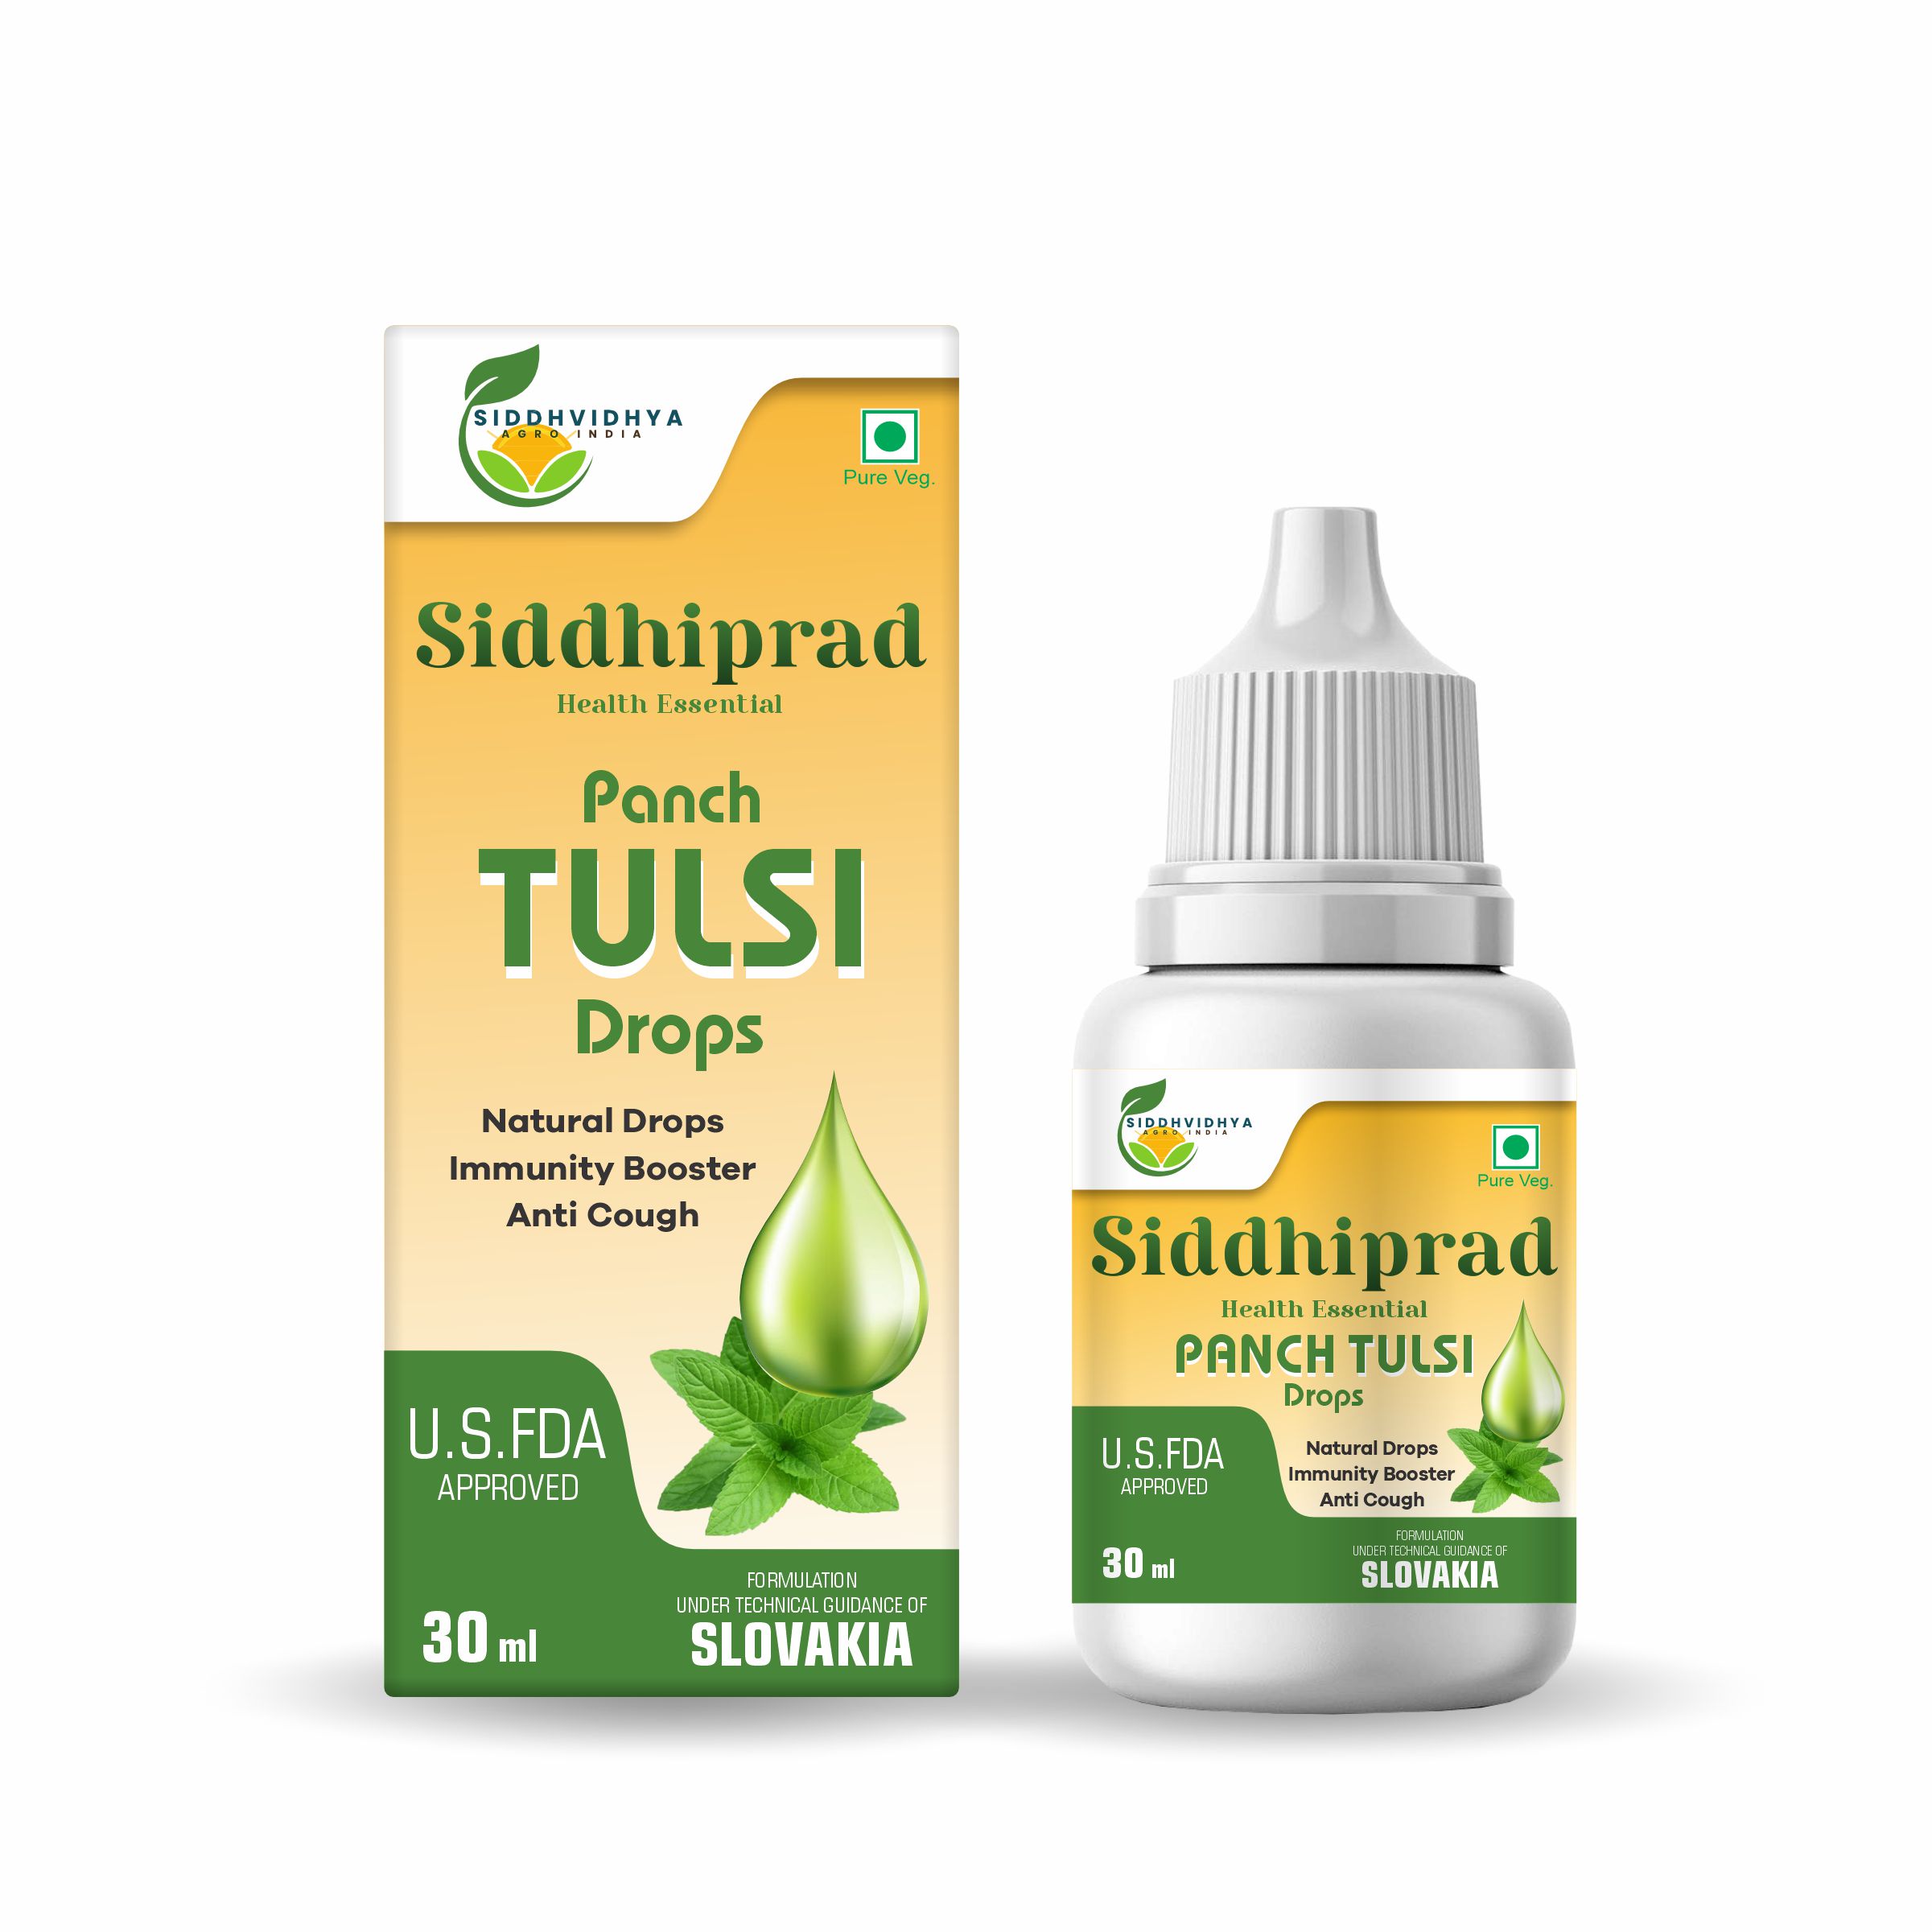 SIDDHVIDHYA
AGRO INDIA
Pure Veg.
Siddhiprad
Health Essential
Panch
TULSI
Drops
Natural Drops
Immunity Booster
Anti Cough
U.S.FDA
APPROVED
30 ml
FORMULATION
UNDER TECHNICAL GUIDANCE OF
SLOVAKIA
SIDDHVIDHYA
AGRO INDIA
Pure Veg.
Siddhiprad
Health Essential
PANCH TULSI
Drops
U.S.FDA
APPROVED
Natural Drops
Immunity Booster
Anti Cough
30 ml
FORMULATION
UNDER TECHNICAL GUIDANCE OF
SLOVAKIA